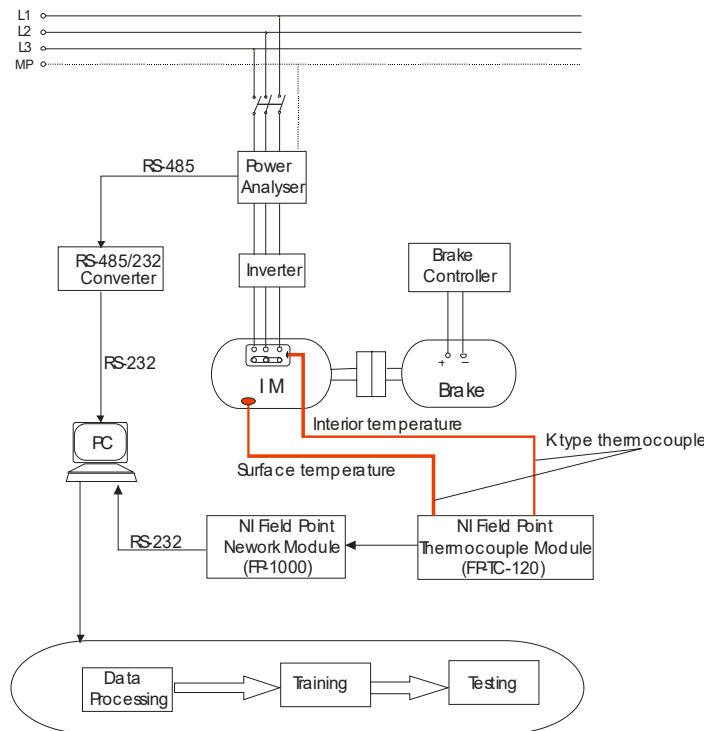 L1
L2
L3
MP
RS-485
Power
Analyser
RS-485/232
Converter
Inverter
Brake
Controller
RS-232
+ −
IM
Brake
Interior temperature
K type thermocouple
PC
Surface temperature
RS-232
NI Field Point
Nework Module
(FP-1000)
NI Field Point
Thermocouple Module
(FP-TC-120)
Data
Processing
Training
Testing